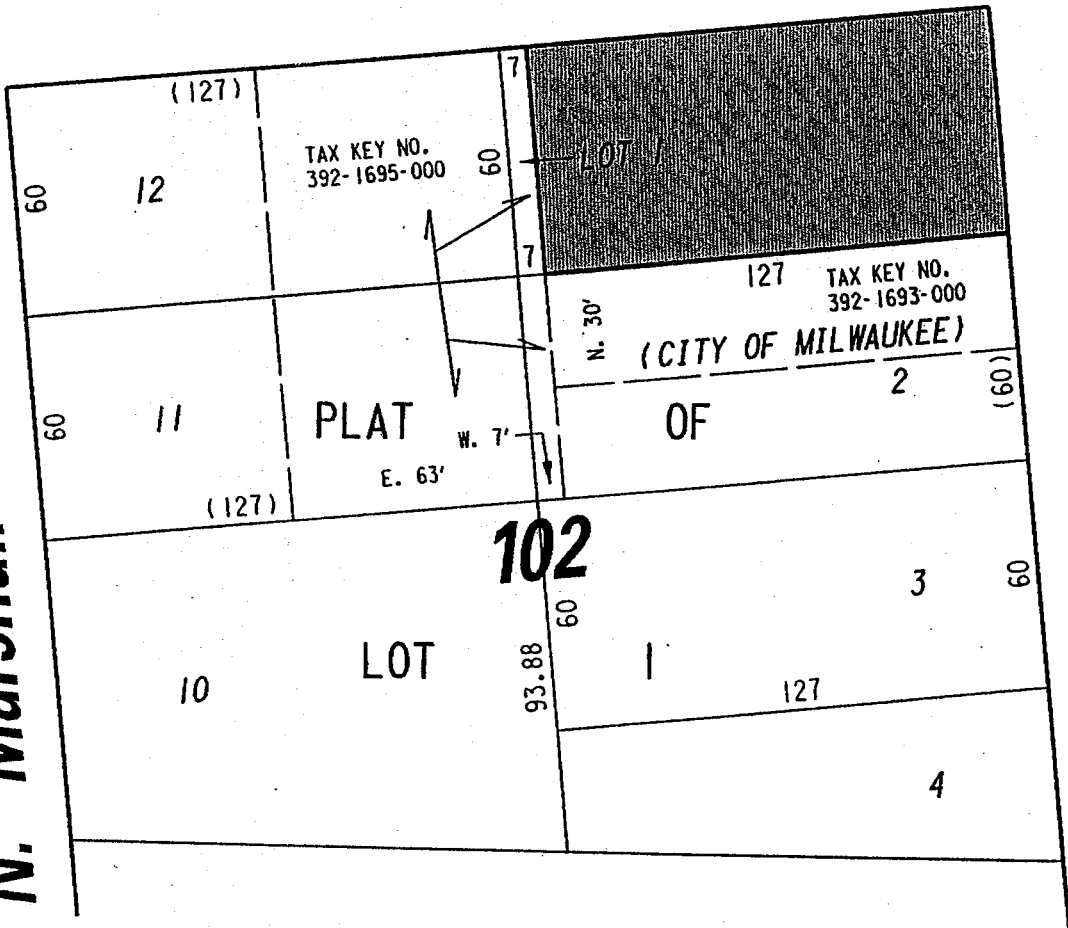 (127)
7
TAX KEY NO.
392-1695-000
60
LOT 1
60
12
7
127
TAX KEY NO.
392-1693-000
N. 30'
(CITY OF MILWAUKEE)
2
(60)
60
11
PLAT
OF
W. 7'
E. 63'
(127)
102
3
60
60
LOT
1
93.88
10
127
4
N. Marshall